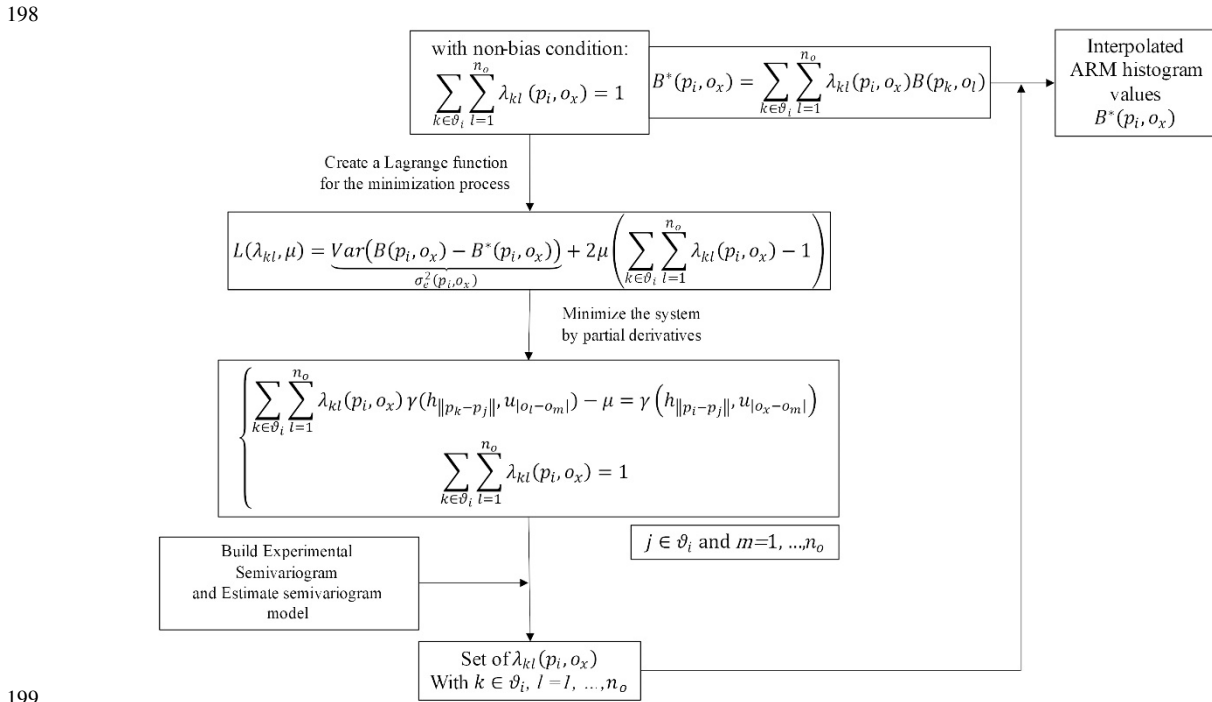 198
with non-bias condition:
∑_{k∈ϑ_i} ∑_{l=1}^{n_o} λ_{kl} (p_i, o_x) = 1
B*(p_i, o_x) = ∑_{k∈ϑ_i} ∑_{l=1}^{n_o} λ_{kl}(p_i, o_x)B(p_k, o_l)
Interpolated
ARM histogram
values
B*(p_i, o_x)
Create a Lagrange function
for the minimization process
L(λ_{kl}, μ) = Var(B(p_i, o_x) − B*(p_i, o_x)) + 2μ(∑_{k∈ϑ_i} ∑_{l=1}^{n_o} λ_{kl}(p_i, o_x) − 1)
σ_e^2(p_i,o_x)
Minimize the system
by partial derivatives
∑_{k∈ϑ_i} ∑_{l=1}^{n_o} λ_{kl}(p_i, o_x) γ(h_{‖p_k−p_j‖}, u_{|o_l−o_m|}) − μ = γ(h_{‖p_i−p_j‖}, u_{|o_x−o_m|})
∑_{k∈ϑ_i} ∑_{l=1}^{n_o} λ_{kl}(p_i, o_x) = 1
j ∈ ϑ_i and m=1, ...,n_o
Build Experimental
Semivariogram
and Estimate semivariogram
model
Set of λ_{kl}(p_i, o_x)
With k ∈ ϑ_i, l =1, ...,n_o
199